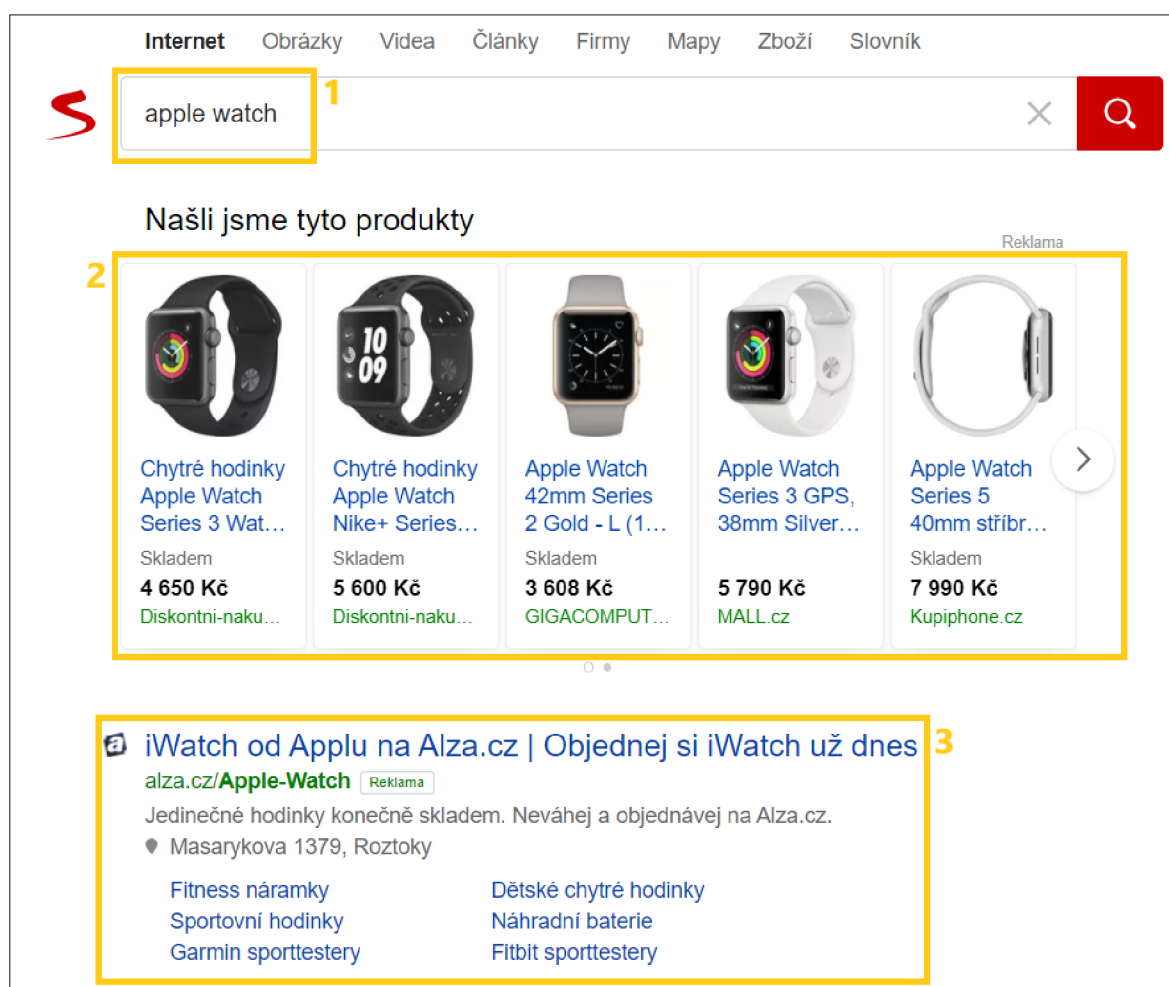 Internet Obrázky Videa Články Firmy Mapy Zboží Slovník
1
apple watch
Našli jsme tyto produkty
Reklama
2
10
09
Chytré hodinky
Apple Watch
Series 3 Wat…
Skladem
4 650 Kč
Diskontni-naku…
Chytré hodinky
Apple Watch
Nike+ Series…
Skladem
5 600 Kč
Diskontni-naku…
Apple Watch
42mm Series
2 Gold - L (1…
Skladem
3 608 Kč
GIGACOMPUT…
Apple Watch
Series 3 GPS,
38mm Silver…
5 790 Kč
MALL.cz
Apple Watch
Series 5
40mm stříbr…
Skladem
7 990 Kč
Kupiphone.cz
3
iWatch od Applu na Alza.cz | Objednej si iWatch už dnes
alza.cz/Apple-Watch Reklama
Jedinečné hodinky konečně skladem. Neváhej a objednávej na Alza.cz.
Masarykova 1379, Roztoky
Fitness náramky Dětské chytré hodinky
Sportovní hodinky Náhradní baterie
Garmin sporttestery Fitbit sporttestery